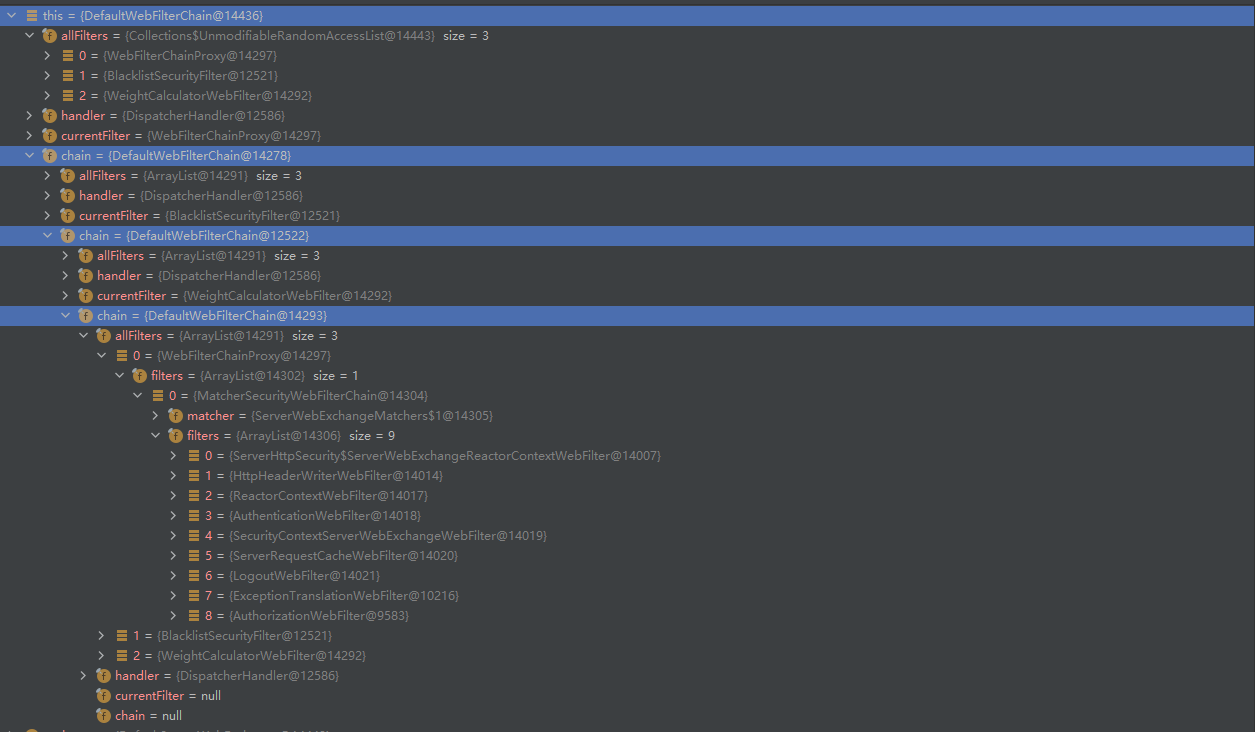 this = {DefaultWebFilterChain@14436}
allFilters = {Collections$UnmodifiableRandomAccessList@14443} size = 3
0 = {WebFilterChainProxy@14297}
1 = {BlacklistSecurityFilter@12521}
2 = {WeightCalculatorWebFilter@14292}
handler = {DispatcherHandler@12586}
currentFilter = {WebFilterChainProxy@14297}
chain = {DefaultWebFilterChain@14278}
allFilters = {ArrayList@14291} size = 3
handler = {DispatcherHandler@12586}
currentFilter = {BlacklistSecurityFilter@12521}
chain = {DefaultWebFilterChain@12522}
allFilters = {ArrayList@14291} size = 3
handler = {DispatcherHandler@12586}
currentFilter = {WeightCalculatorWebFilter@14292}
chain = {DefaultWebFilterChain@14293}
allFilters = {ArrayList@14291} size = 3
0 = {WebFilterChainProxy@14297}
filters = {ArrayList@14302} size = 1
0 = {MatcherSecurityWebFilterChain@14304}
matcher = {ServerWebExchangeMatchers$1@14305}
filters = {ArrayList@14306} size = 9
0 = {ServerHttpSecurity$ServerWebExchangeReactorContextWebFilter@14007}
1 = {HttpHeaderWriterWebFilter@14014}
2 = {ReactorContextWebFilter@14017}
3 = {AuthenticationWebFilter@14018}
4 = {SecurityContextServerWebExchangeWebFilter@14019}
5 = {ServerRequestCacheWebFilter@14020}
6 = {LogoutWebFilter@14021}
7 = {ExceptionTranslationWebFilter@10216}
8 = {AuthorizationWebFilter@9583}
1 = {BlacklistSecurityFilter@12521}
2 = {WeightCalculatorWebFilter@14292}
handler = {DispatcherHandler@12586}
currentFilter = null
chain = null